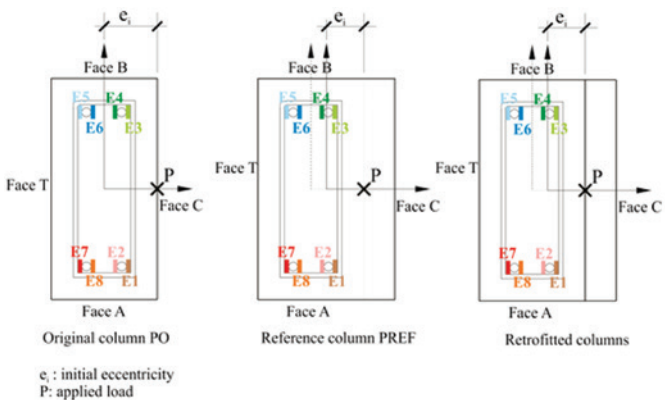 eᵢ
Face B
E5 E4
E6 E3
P
Face T
Face C
E7 E2
E8 E1
Face A
Original column PO
eᵢ
Face B
E5 E4
E6 E3
P
Face T
Face C
E7 E2
E8 E1
Face A
Reference column PREF
eᵢ
Face B
E5 E4
E6 E3
P
Face T
Face C
E7 E2
E8 E1
Face A
Retrofitted columns
eᵢ : initial eccentricity
P: applied load